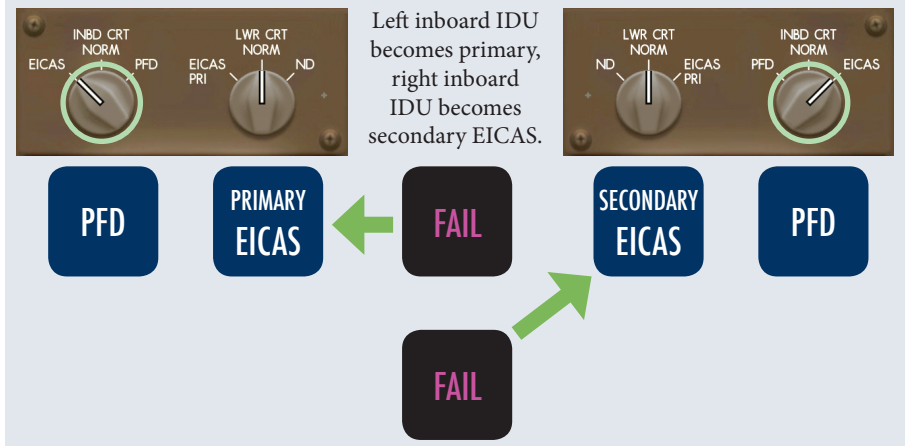 INBD CRT
NORM
EICAS
PFD
LWR CRT
NORM
EICAS
PRI
ND
Left inboard IDU
becomes primary,
right inboard
IDU becomes
secondary EICAS.
LWR CRT
NORM
ND
EICAS
PRI
INBD CRT
NORM
PFD
EICAS
PFD
PRIMARY
EICAS
FAIL
SECONDARY
EICAS
PFD
FAIL